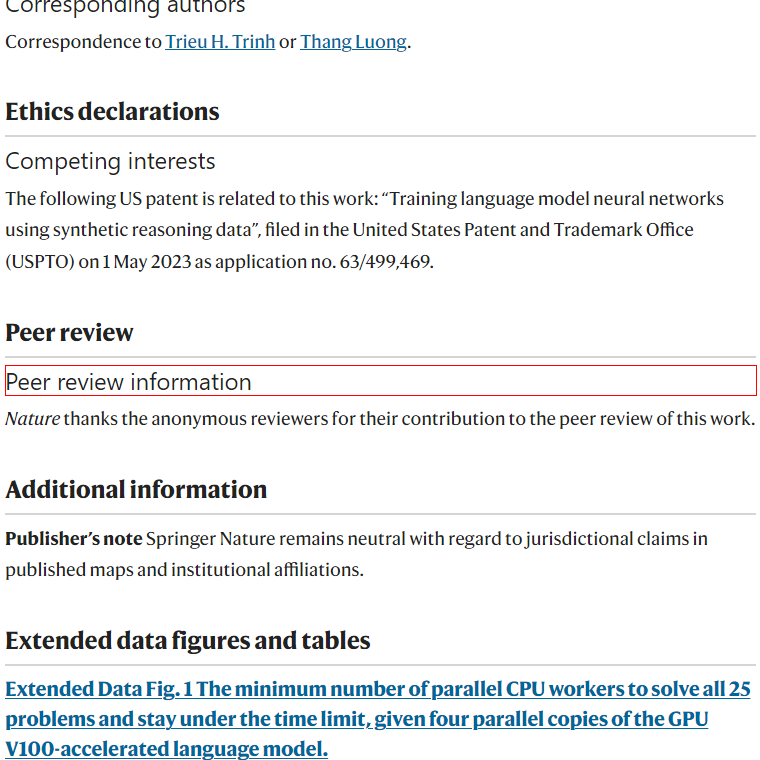 Corresponding authors
Correspondence to Trieu H. Trinh or Thang Luong.
Ethics declarations
Competing interests
The following US patent is related to this work: “Training language model neural networks
using synthetic reasoning data”, filed in the United States Patent and Trademark Office
(USPTO) on 1 May 2023 as application no. 63/499,469.
Peer review
Peer review information
Nature thanks the anonymous reviewers for their contribution to the peer review of this work.
Additional information
Publisher’s note Springer Nature remains neutral with regard to jurisdictional claims in
published maps and institutional affiliations.
Extended data figures and tables
Extended Data Fig. 1 The minimum number of parallel CPU workers to solve all 25
problems and stay under the time limit, given four parallel copies of the GPU
V100-accelerated language model.